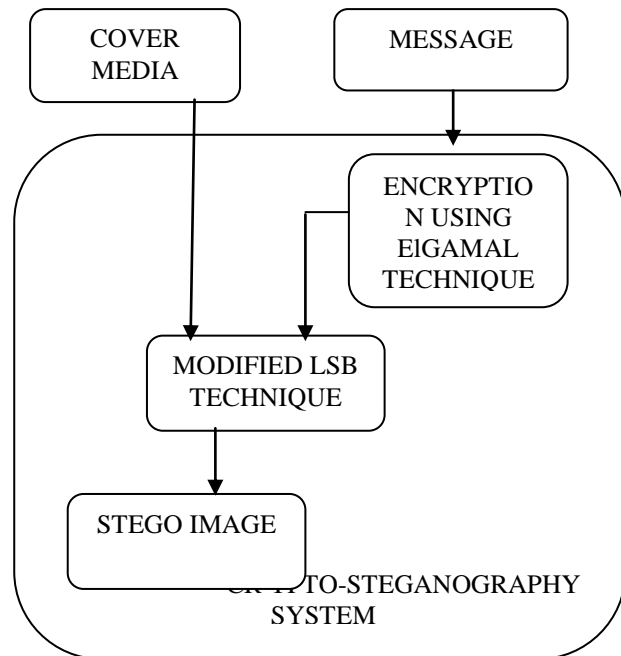 COVER
MEDIA
MESSAGE
ENCRYPTIO
N USING
ElGAMAL
TECHNIQUE
MODIFIED LSB
TECHNIQUE
STEGO IMAGE
TO-STEGANOGRAPHY
SYSTEM